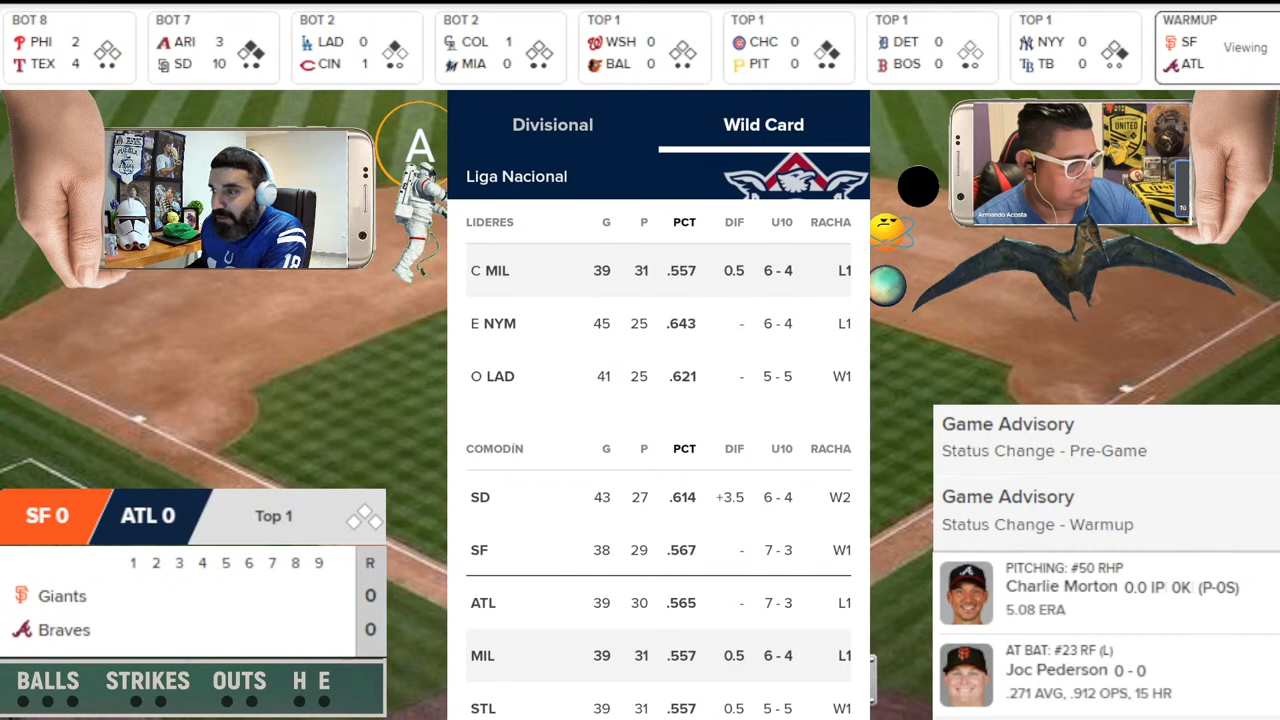 BOT 8
PHI 2
TEX 4
BOT 7
ARI 3
SD 10
BOT 2
LAD 0
CIN 1
BOT 2
COL 1
MIA 0
TOP 1
WSH 0
BAL 0
TOP 1
CHC 0
PIT 0
TOP 1
DET 0
BOS 0
TOP 1
NYY 0
TB 0
WARMUP
SF
ATL
Viewing
A
18
Divisional Wild Card
Liga Nacional
LIDERES G P PCT DIF U10 RACHA
C MIL 39 31 .557 0.5 6 - 4 L1
E NYM 45 25 .643 - 6 - 4 L1
O LAD 41 25 .621 - 5 - 5 W1
COMODÍN G P PCT DIF U10 RACHA
SD 43 27 .614 +3.5 6 - 4 W2
SF 38 29 .567 - 7 - 3 W1
ATL 39 30 .565 - 7 - 3 L1
MIL 39 31 .557 0.5 6 - 4 L1
STL 39 31 .557 0.5 5 - 5 W1
UNITED
Armando Acosta
Tú
SF 0 ATL 0 Top 1
1 2 3 4 5 6 7 8 9 R
Giants 0
Braves 0
BALLS STRIKES OUTS H E
Game Advisory
Status Change - Pre-Game
Game Advisory
Status Change - Warmup
PITCHING: #50 RHP
Charlie Morton 0.0 IP 0K (P-0S)
5.08 ERA
AT BAT: #23 RF (L)
Joc Pederson 0 - 0
.271 AVG, .912 OPS, 15 HR